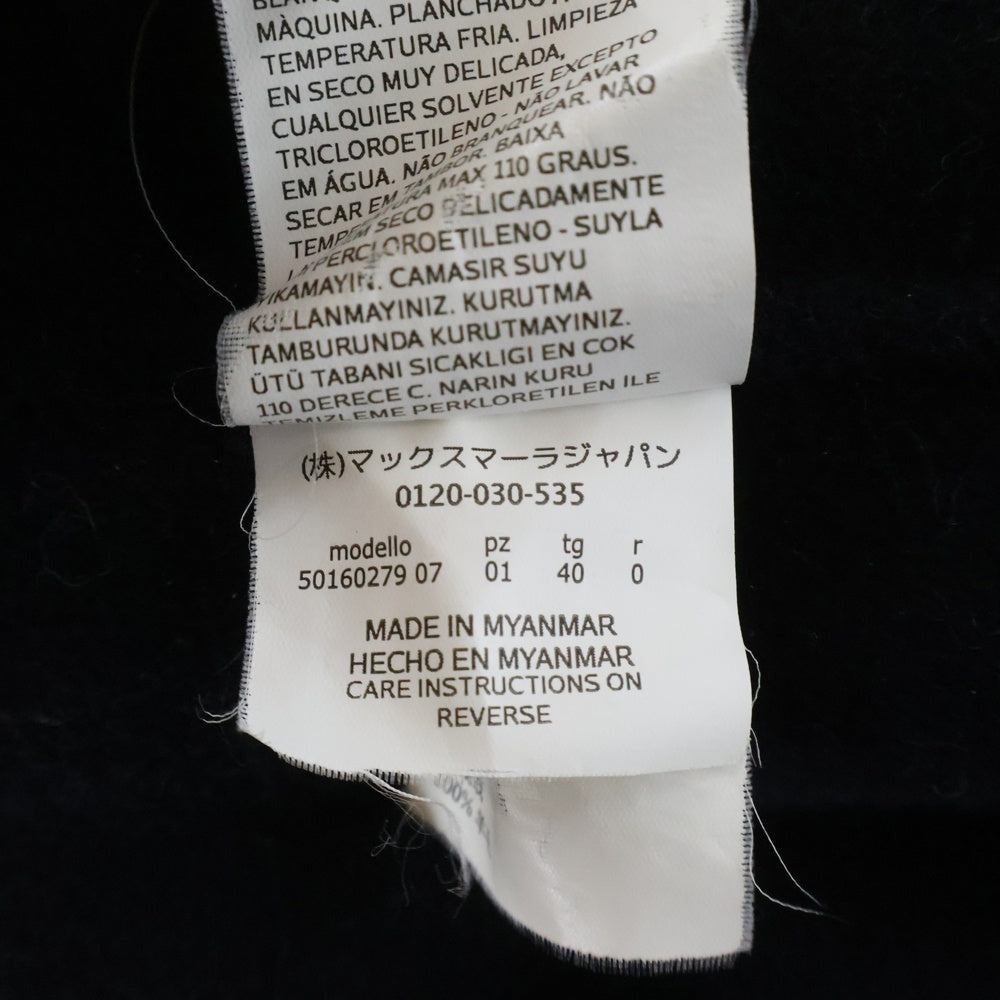 MÀQUINA. PLANCHADO A
TEMPERATURA FRIA. LIMPIEZA
EN SECO MUY DELICADA,
CUALQUIER SOLVENTE EXCEPTO
TRICLOROETILENO - NÃO LAVAR
EM ÁGUA. NÃO BRANQUEAR. NÃO
SECAR EM TAMBOR. BAIXA
MAX 110 GRAUS.
SECO DELICADAMENTE
PERCLOROETILENO - SUYLA
YIKAMAYIN. CAMASIR SUYU
KULLANMAYINIZ. KURUTMA
TAMBURUNDA KURUTMAYINIZ.
ÜTÜ TABANI SICAKLIGI EN COK
110 DERECE C. NARIN KURU
TEMIZLEME PERKLORETILEN ILE
(株)マックスマーラジャパン
0120-030-535
modello pz tg r
50160279 07 01 40 0
MADE IN MYANMAR
HECHO EN MYANMAR
CARE INSTRUCTIONS ON
REVERSE
100%